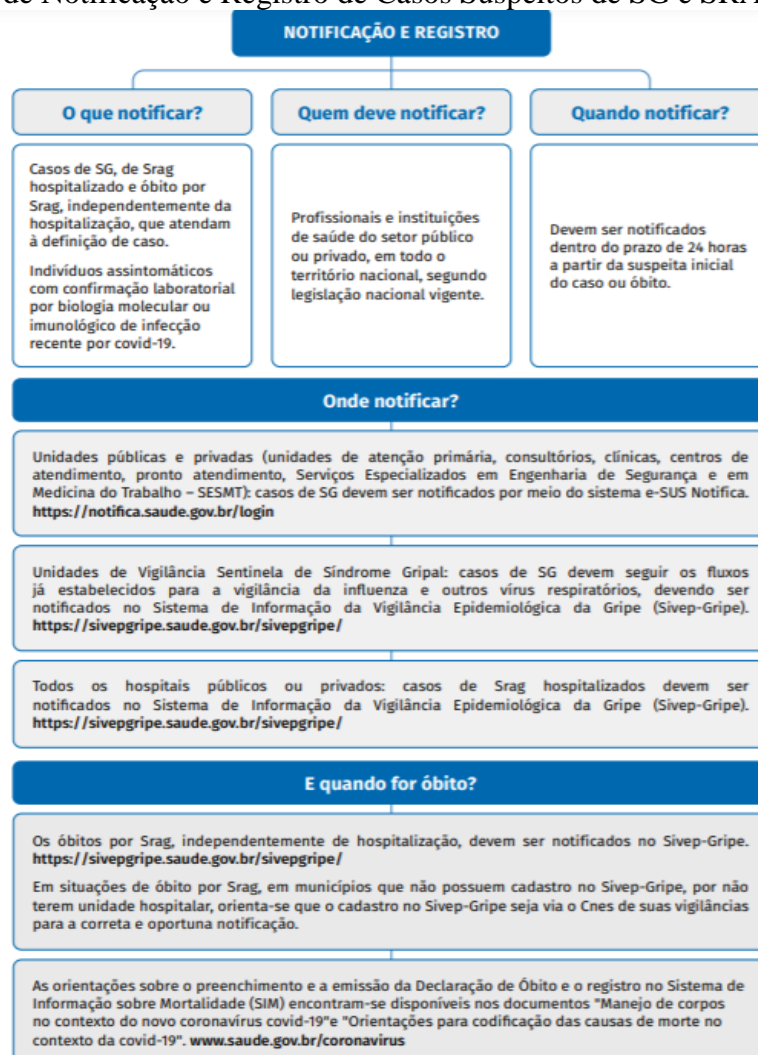 de Notificação e Registro de Casos Suspeitos de SG e SRA
NOTIFICAÇÃO E REGISTRO
O que notificar?
Casos de SG, de Srag
hospitalizado e óbito por
Srag, independentemente da
hospitalização, que atendam
à definição de caso.
Indivíduos assintomáticos
com confirmação laboratorial
por biologia molecular ou
imunológico de infecção
recente por covid-19.
Quem deve notificar?
Profissionais e instituições
de saúde do setor público
ou privado, em todo o
território nacional, segundo
legislação nacional vigente.
Quando notificar?
Devem ser notificados
dentro do prazo de 24 horas
a partir da suspeita inicial
do caso ou óbito.
Onde notificar?
Unidades públicas e privadas (unidades de atenção primária, consultórios, clínicas, centros de
atendimento, pronto atendimento, Serviços Especializados em Engenharia de Segurança e em
Medicina do Trabalho – SESMT): casos de SG devem ser notificados por meio do sistema e-SUS Notifica.
https://notifica.saude.gov.br/login
Unidades de Vigilância Sentinela de Síndrome Gripal: casos de SG devem seguir os fluxos
já estabelecidos para a vigilância da influenza e outros vírus respiratórios, devendo ser
notificados no Sistema de Informação da Vigilância Epidemiológica da Gripe (Sivep-Gripe).
https://sivepgripe.saude.gov.br/sivepgripe/
Todos os hospitais públicos ou privados: casos de Srag hospitalizados devem ser
notificados no Sistema de Informação da Vigilância Epidemiológica da Gripe (Sivep-Gripe).
https://sivepgripe.saude.gov.br/sivepgripe/
E quando for óbito?
Os óbitos por Srag, independentemente de hospitalização, devem ser notificados no Sivep-Gripe.
https://sivepgripe.saude.gov.br/sivepgripe/
Em situações de óbito por Srag, em municípios que não possuem cadastro no Sivep-Gripe, por não
terem unidade hospitalar, orienta-se que o cadastro no Sivep-Gripe seja via o Cnes de suas vigilâncias
para a correta e oportuna notificação.
As orientações sobre o preenchimento e a emissão da Declaração de Óbito e o registro no Sistema de
Informação sobre Mortalidade (SIM) encontram-se disponíveis nos documentos "Manejo de corpos
no contexto do novo coronavírus covid-19"e "Orientações para codificação das causas de morte no
contexto da covid-19". www.saude.gov.br/coronavirus